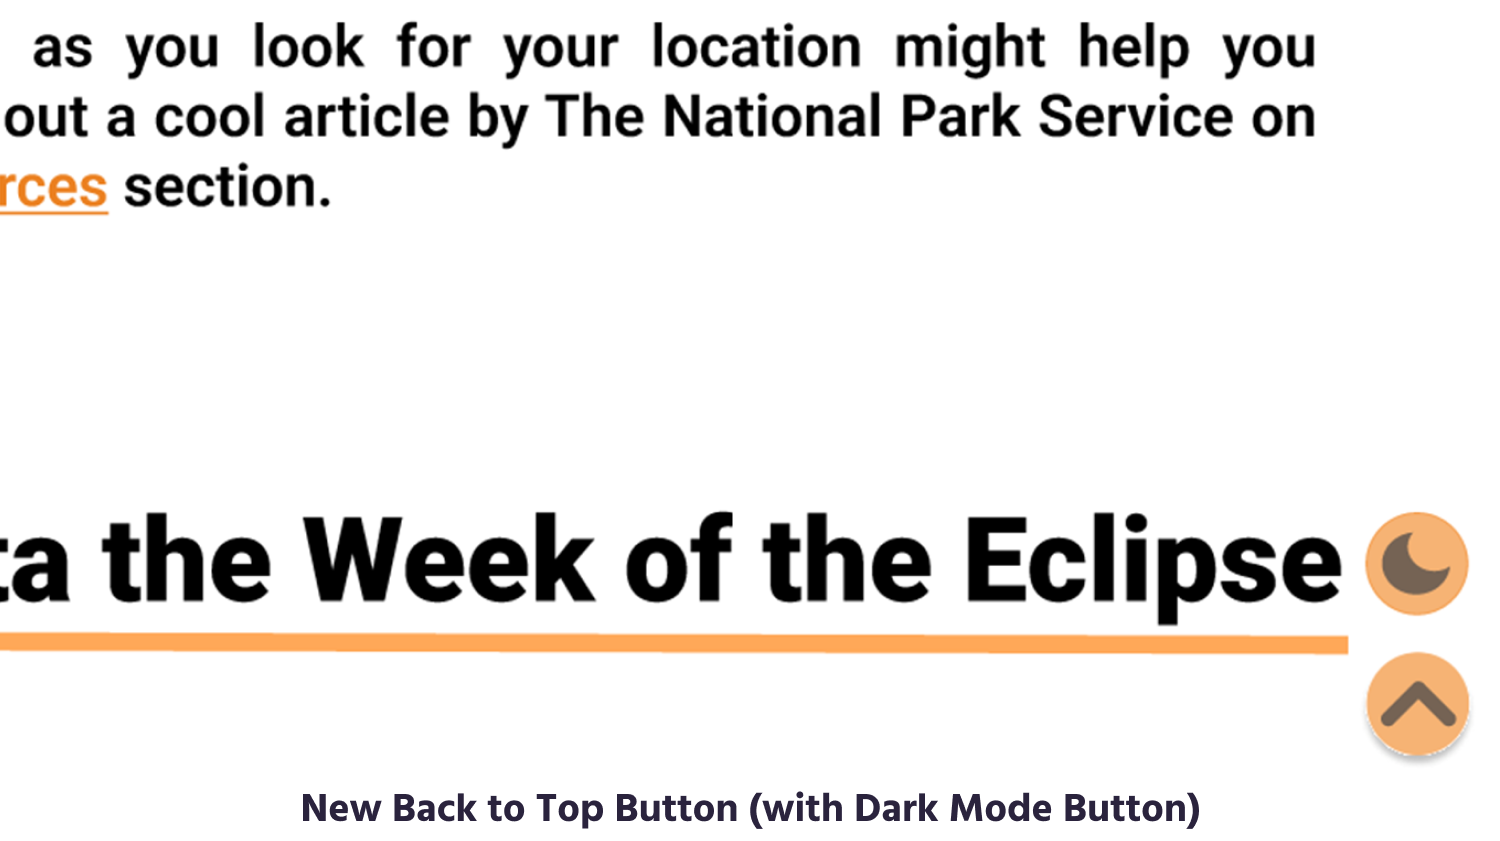 as you look for your location might help you
out a cool article by The National Park Service on
rces section.
ta the Week of the Eclipse
New Back to Top Button (with Dark Mode Button)